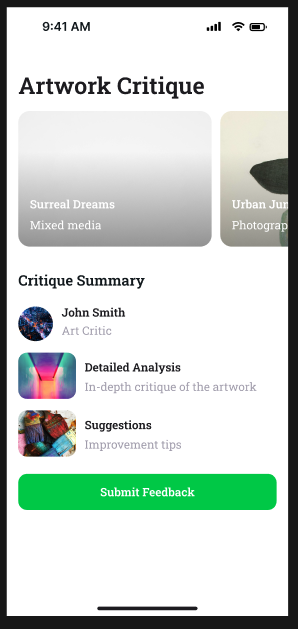 9:41 AM
Artwork Critique
Surreal Dreams
Mixed media
Urban Jun
Photograp
Critique Summary
John Smith
Art Critic
Detailed Analysis
In-depth critique of the artwork
Suggestions
Improvement tips
Submit Feedback